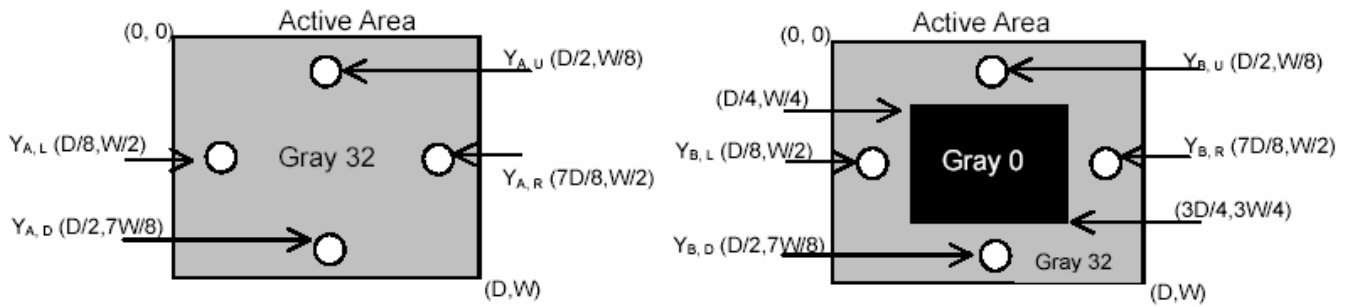 Active Area
(0, 0)
YA, U (D/2,W/8)
YA, L (D/8,W/2)
Gray 32
YA, R (7D/8,W/2)
YA, D (D/2,7W/8)
(D,W)
Active Area
(0, 0)
YB, U (D/2,W/8)
(D/4,W/4)
YB, L (D/8,W/2)
Gray 0
YB, R (7D/8,W/2)
(3D/4,3W/4)
YB, D (D/2,7W/8)
Gray 32
(D,W)